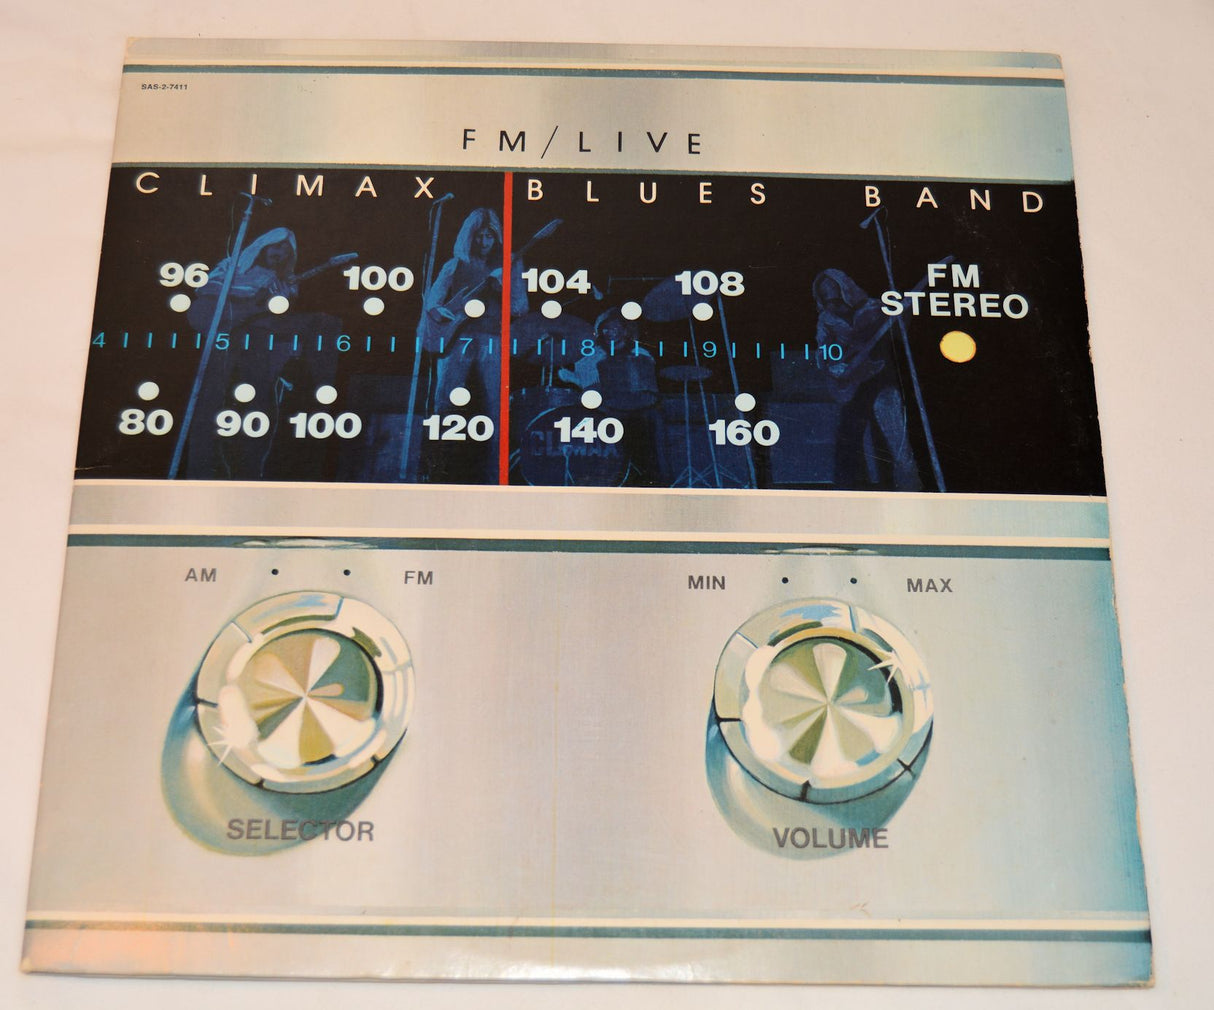 SAS-2-7411
FM/LIVE
CLIMAX BLUES BAND
96 100 104 108
FM
STEREO
4 5 6 7 8 9 10
80 90 100 120 140 160
CLIMAX
AM FM MIN MAX
SELECTOR VOLUME